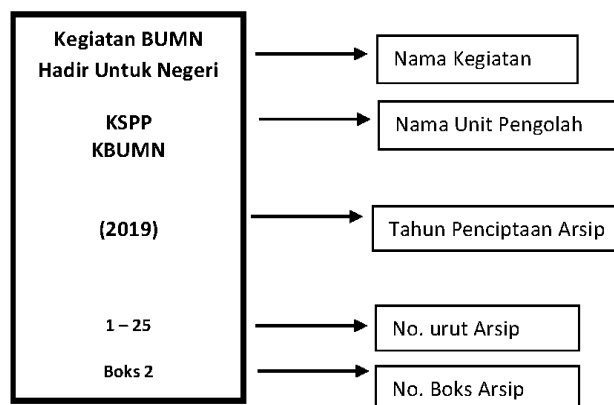 Kegiatan BUMN
Hadir Untuk Negeri
Nama Kegiatan
KSPP
KBUMN
Nama Unit Pengolah
(2019)
Tahun Penciptaan Arsip
1 – 25
No. urut Arsip
Boks 2
No. Boks Arsip